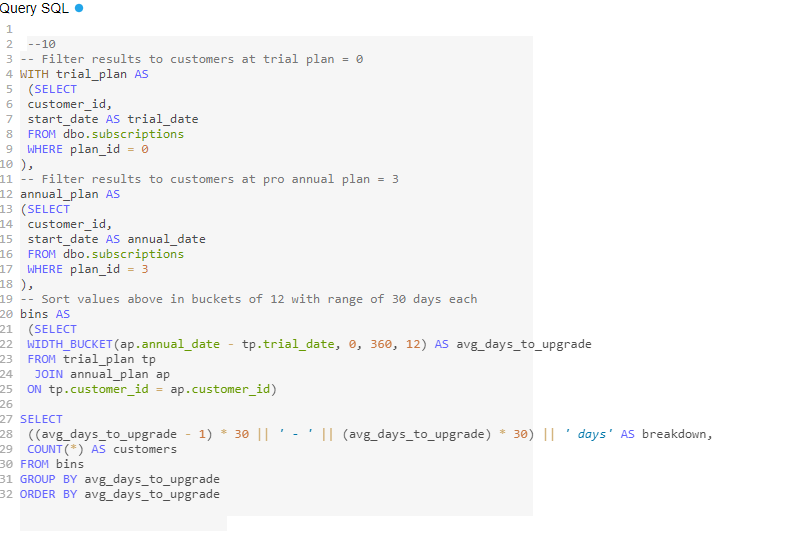 Query SQL
1
2 --10
3 -- Filter results to customers at trial plan = 0
4 WITH trial_plan AS
5 (SELECT
6 customer_id,
7 start_date AS trial_date
8 FROM dbo.subscriptions
9 WHERE plan_id = 0
10 ),
11 -- Filter results to customers at pro annual plan = 3
12 annual_plan AS
13 (SELECT
14 customer_id,
15 start_date AS annual_date
16 FROM dbo.subscriptions
17 WHERE plan_id = 3
18 ),
19 -- Sort values above in buckets of 12 with range of 30 days each
20 bins AS
21 (SELECT
22 WIDTH_BUCKET(ap.annual_date - tp.trial_date, 0, 360, 12) AS avg_days_to_upgrade
23 FROM trial_plan tp
24 JOIN annual_plan ap
25 ON tp.customer_id = ap.customer_id)
26
27 SELECT
28 ((avg_days_to_upgrade - 1) * 30 || ' - ' || (avg_days_to_upgrade) * 30) || ' days' AS breakdown,
29 COUNT(*) AS customers
30 FROM bins
31 GROUP BY avg_days_to_upgrade
32 ORDER BY avg_days_to_upgrade